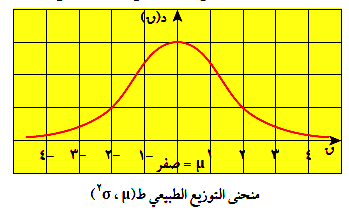 د(ن)
٤− ٣− ٢− ١− ١ ٢ ٣ ٤ ن
μ = صفر
منحنى التوزيع الطبيعي ط(μ ، σ٢)